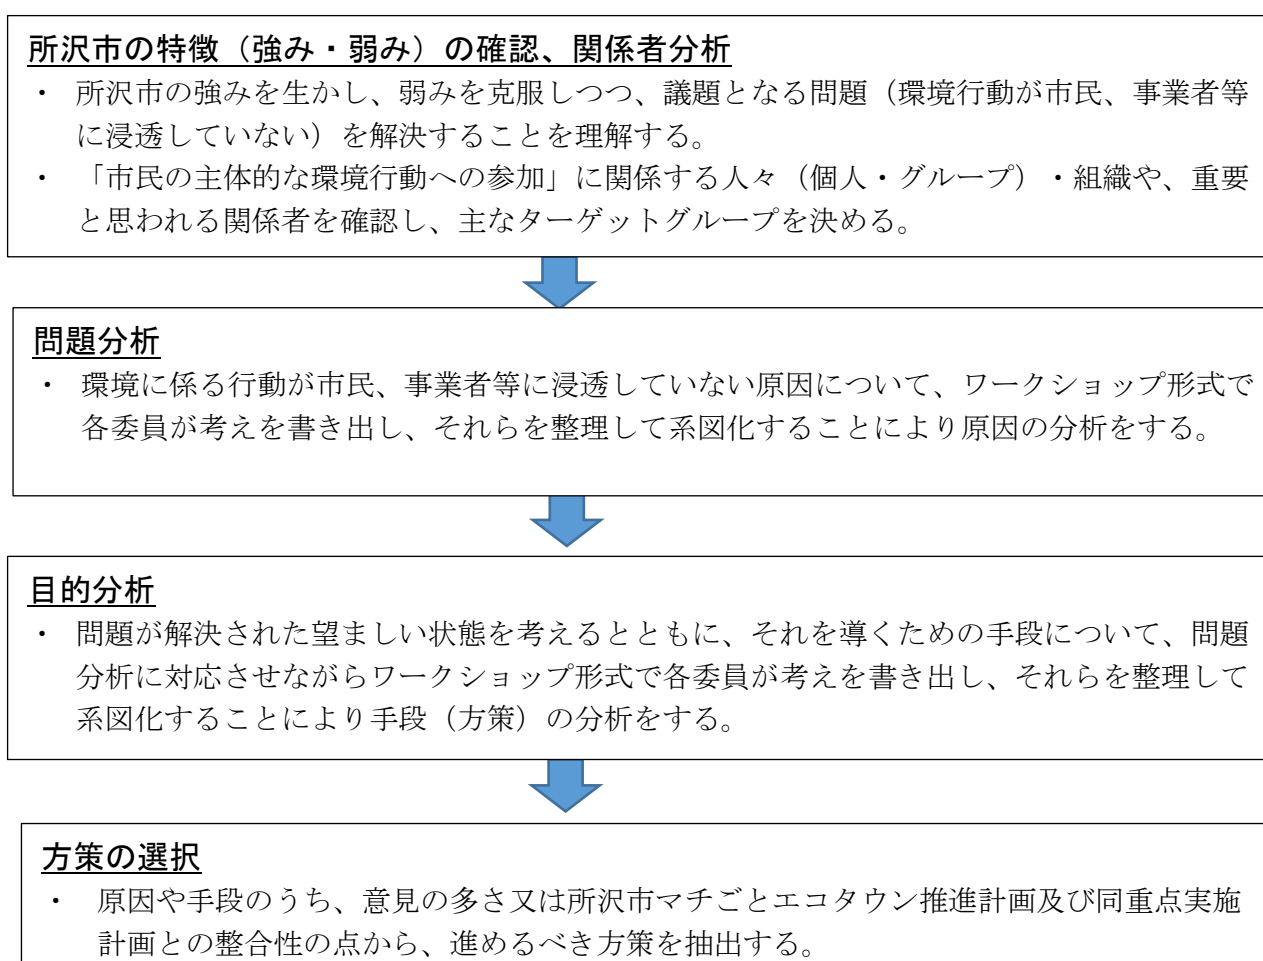 所沢市の特徴（強み・弱み）の確認、関係者分析
・ 所沢市の強みを生かし、弱みを克服しつつ、議題となる問題（環境行動が市民、事業者等
に浸透していない）を解決することを理解する。
・ 「市民の主体的な環境行動への参加」に関係する人々（個人・グループ）・組織や、重要
と思われる関係者を確認し、主なターゲットグループを決める。
問題分析
・ 環境に係る行動が市民、事業者等に浸透していない原因について、ワークショップ形式で
各委員が考えを書き出し、それらを整理して系図化することにより原因の分析をする。
目的分析
・ 問題が解決された望ましい状態を考えるとともに、それを導くための手段について、問題
分析に対応させながらワークショップ形式で各委員が考えを書き出し、それらを整理して
系図化することにより手段（方策）の分析をする。
方策の選択
・ 原因や手段のうち、意見の多さ又は所沢市マチごとエコタウン推進計画及び同重点実施
計画との整合性の点から、進めるべき方策を抽出する。